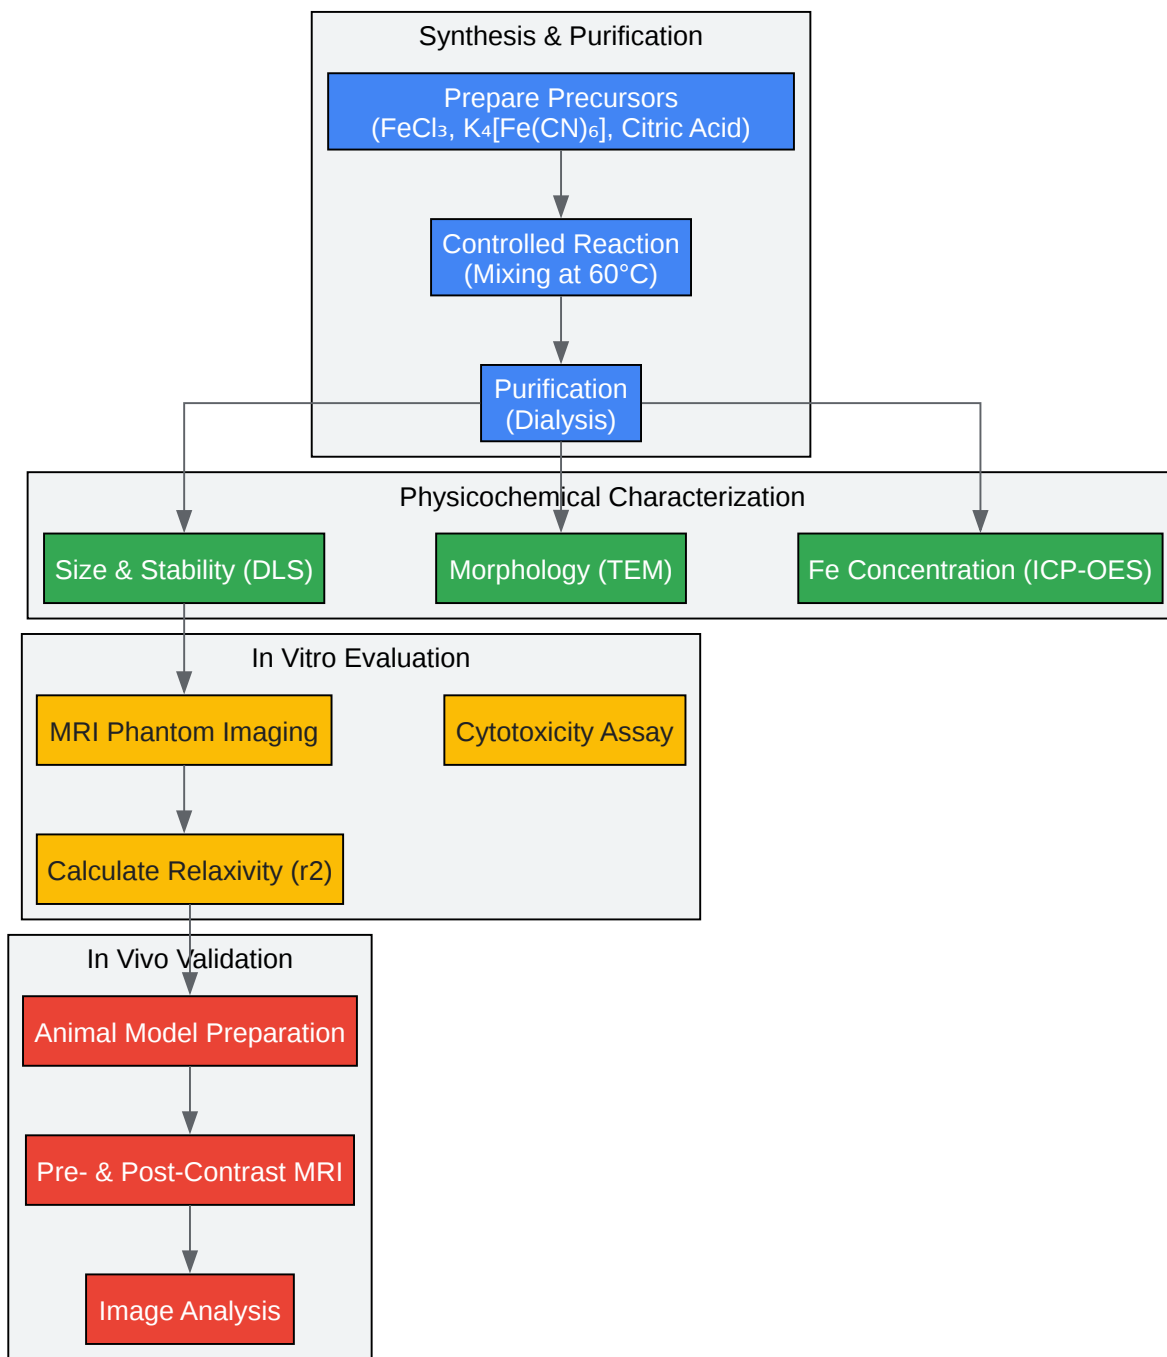 Synthesis & Purification
Prepare Precursors
(FeCl₃, K₄[Fe(CN)₆], Citric Acid)
Controlled Reaction
(Mixing at 60°C)
Purification
(Dialysis)
Physicochemical Characterization
Size & Stability (DLS)
Morphology (TEM)
Fe Concentration (ICP-OES)
In Vitro Evaluation
MRI Phantom Imaging
Cytotoxicity Assay
Calculate Relaxivity (r2)
In Vivo Validation
Animal Model Preparation
Pre- & Post-Contrast MRI
Image Analysis